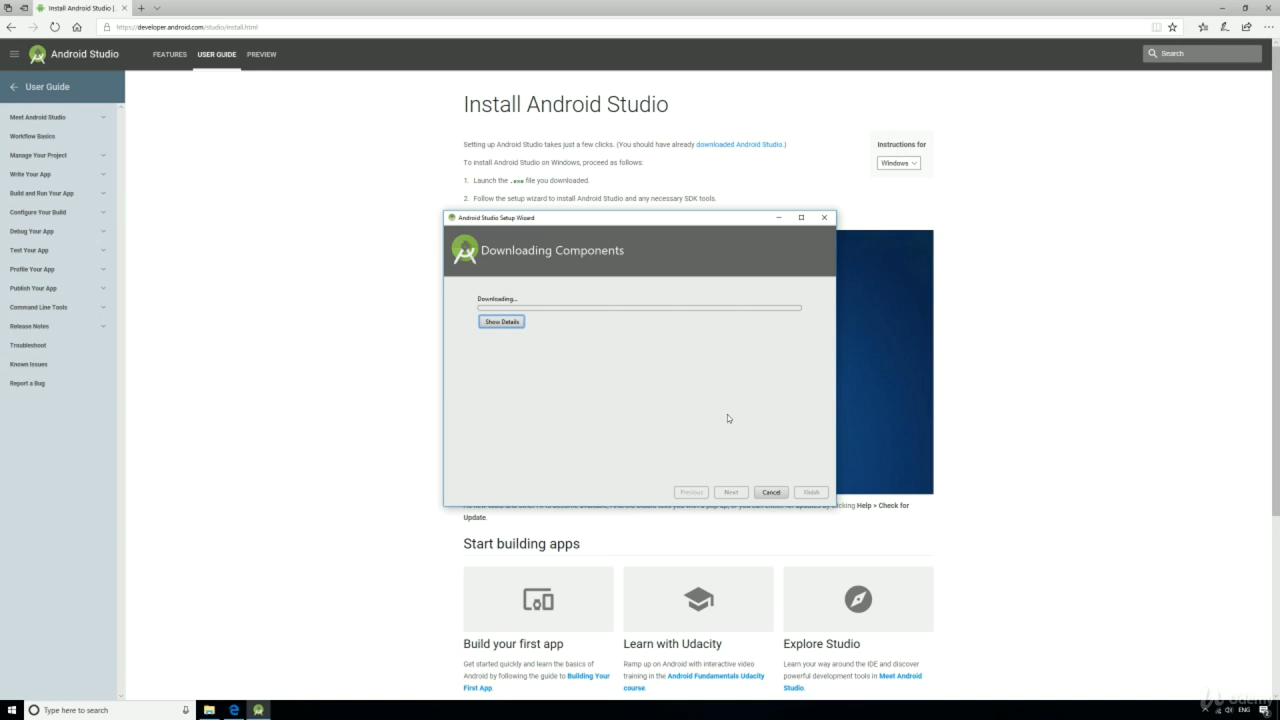 Install Android Studio |
https://developer.android.com/studio/install.html
Android Studio
FEATURES
USER GUIDE
PREVIEW
Search
User Guide
Meet Android Studio
Workflow Basics
Manage Your Project
Write Your App
Build and Run Your App
Configure Your Build
Debug Your App
Test Your App
Profile Your App
Publish Your App
Command Line Tools
Release Notes
Troubleshoot
Known Issues
Report a Bug
Install Android Studio
Setting up Android Studio takes just a few clicks. (You should have already downloaded Android Studio.)
To install Android Studio on Windows, proceed as follows:
1. Launch the .exe file you downloaded.
2. Follow the setup wizard to install Android Studio and any necessary SDK tools.
Instructions for
Windows
Android Studio Setup Wizard
Downloading Components
Downloading...
Show Details
Previous
Next
Cancel
Finish
clicking Help > Check for
Update.
Start building apps
Build your first app
Get started quickly and learn the basics of
Android by following the guide to Building Your
First App.
Learn with Udacity
Ramp up on Android with interactive video
training in the Android Fundamentals Udacity
course.
Explore Studio
Learn your way around the IDE and discover
powerful development tools in Meet Android
Studio.
Type here to search
ENG
Udemy